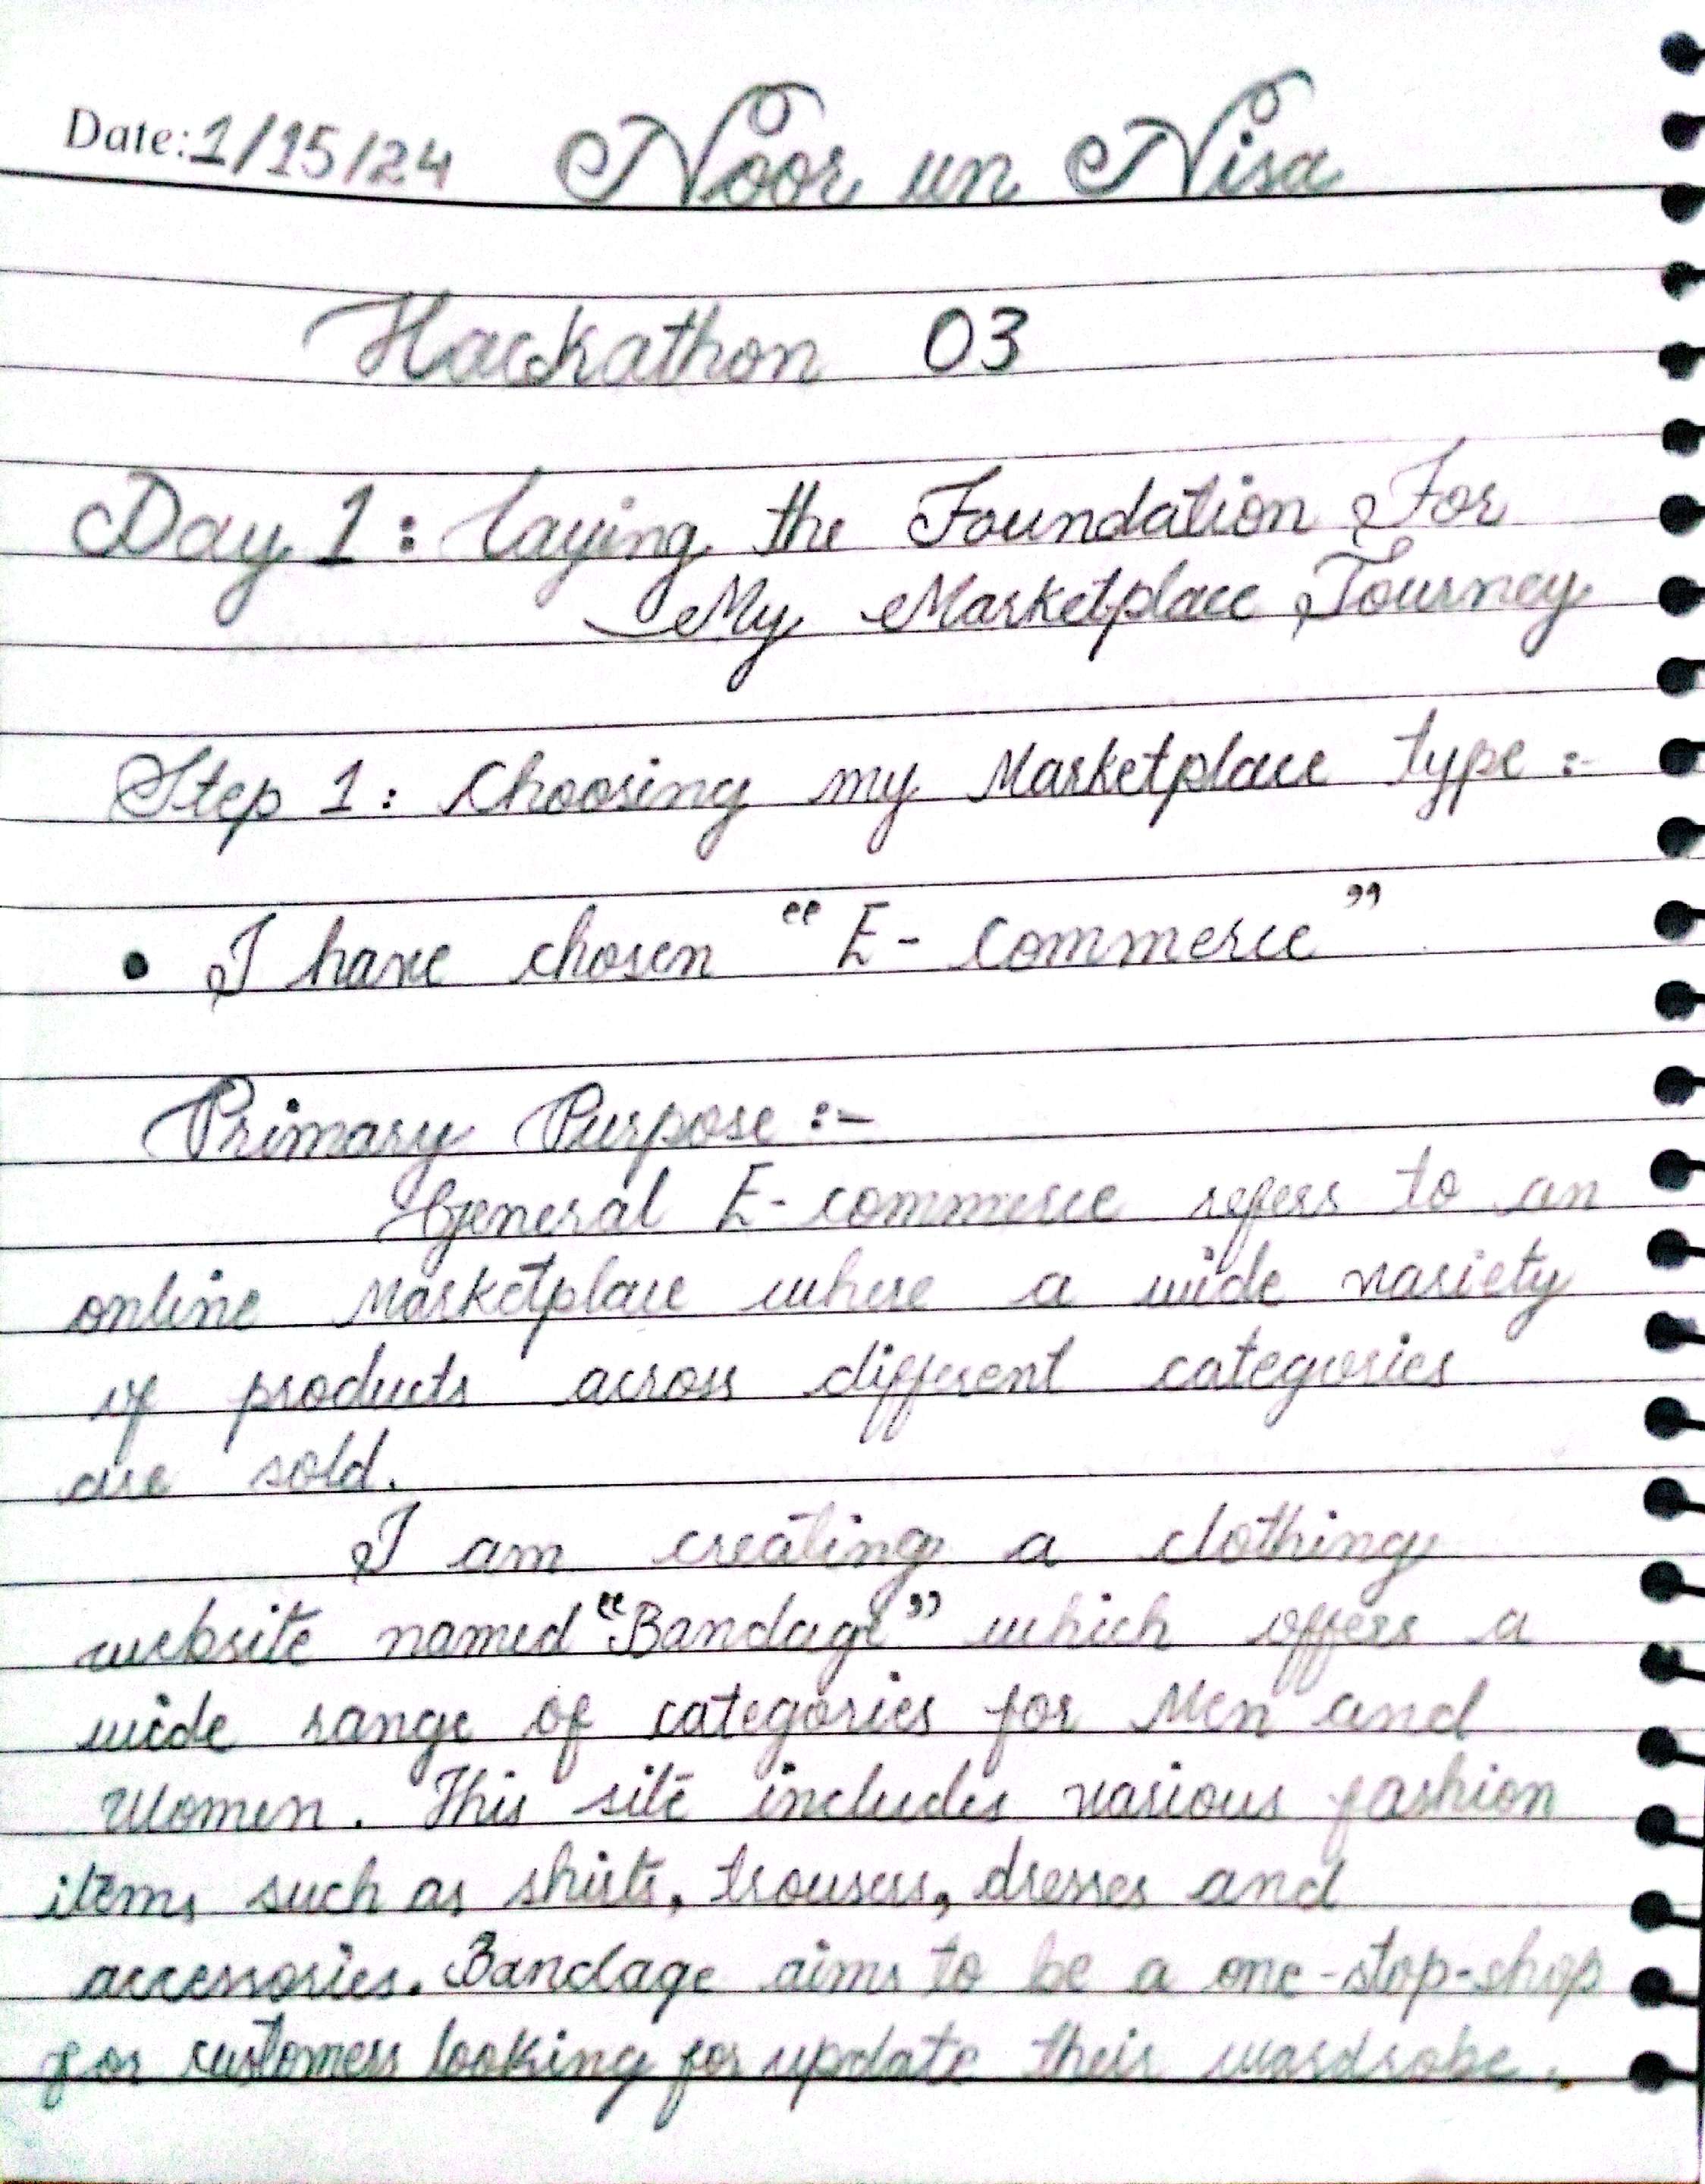 Date: 1/15/24 Noor un Nisa
Hackathon 03
Day 1: laying the Foundation For
My Marketplace Journey
Step 1: Choosing my Marketplace type :-
• I have chosen "E-Commerce"
Primary Purpose :-
General E-commerce refers to an
online Marketplace where a wide variety
of products across different categories
are sold.
I am creating a clothing
website named "Bandage" which offers a
wide range of categories for Men and
Women. This site includes various fashion
items such as shirts, trousers, dresses and
accessories. Bandage aims to be a one-stop-shop
for customers looking for update their wardrobe.